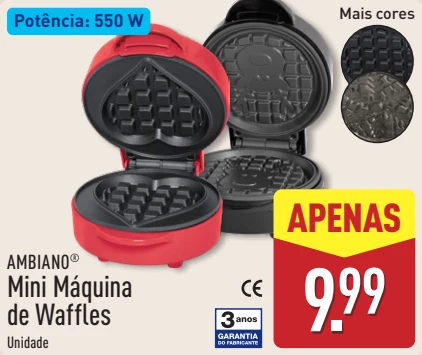 Potência: 550 W
Mais cores
AMBIANO®
Mini Máquina
de Waffles
Unidade
CE
3 anos
GARANTIA
DO FABRICANTE
APENAS
9.99